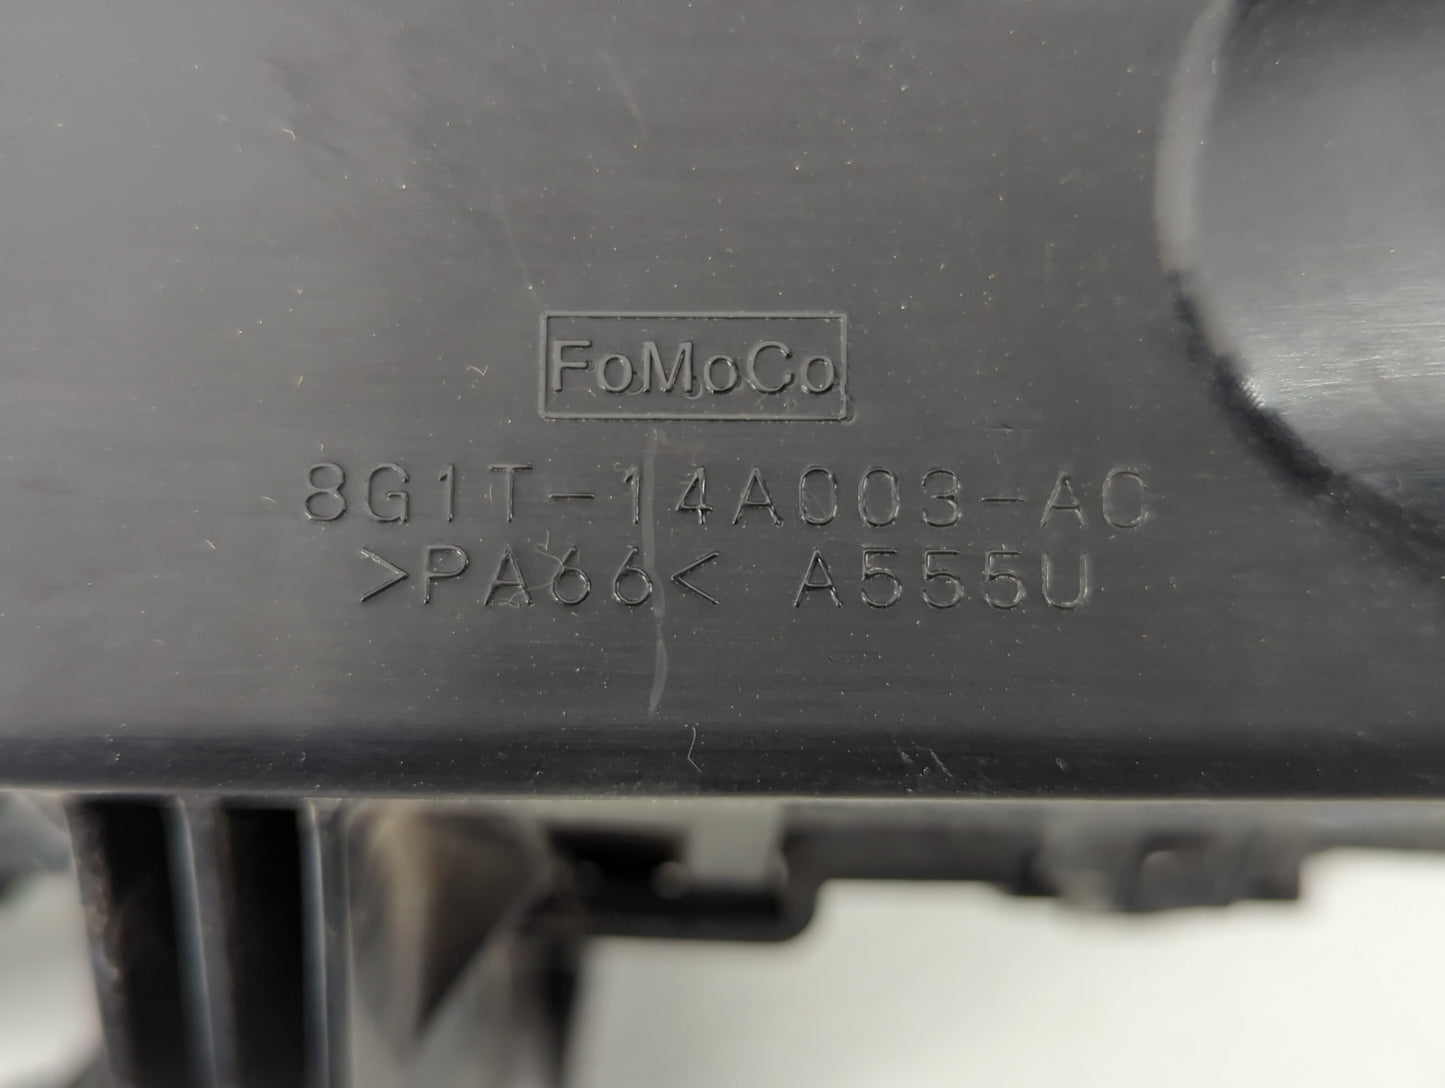 FoMoCo
8G1T-14A003-AC
>PA66< A555U